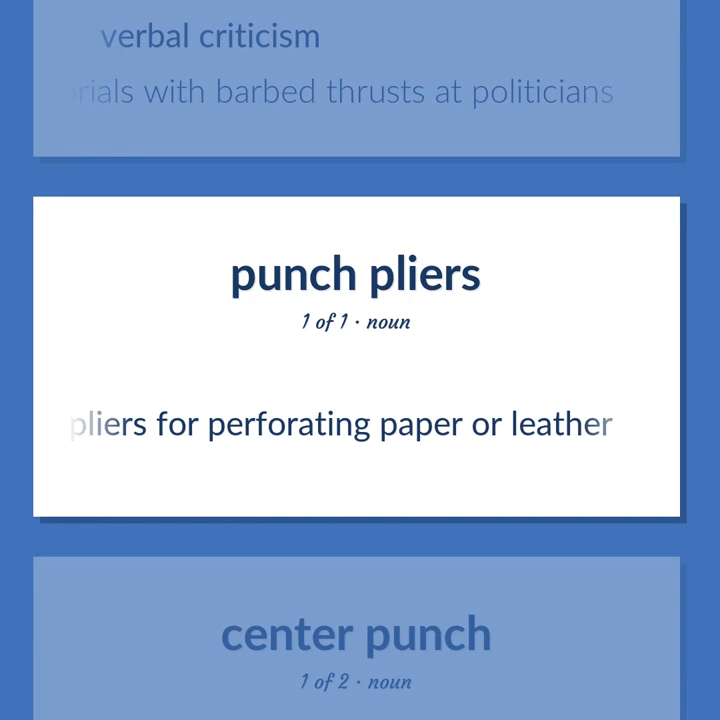 verbal criticism
with barbed thrusts at politicians
punch pliers
1 of 1 · noun
pliers for perforating paper or leather
center punch
1 of 2 · noun